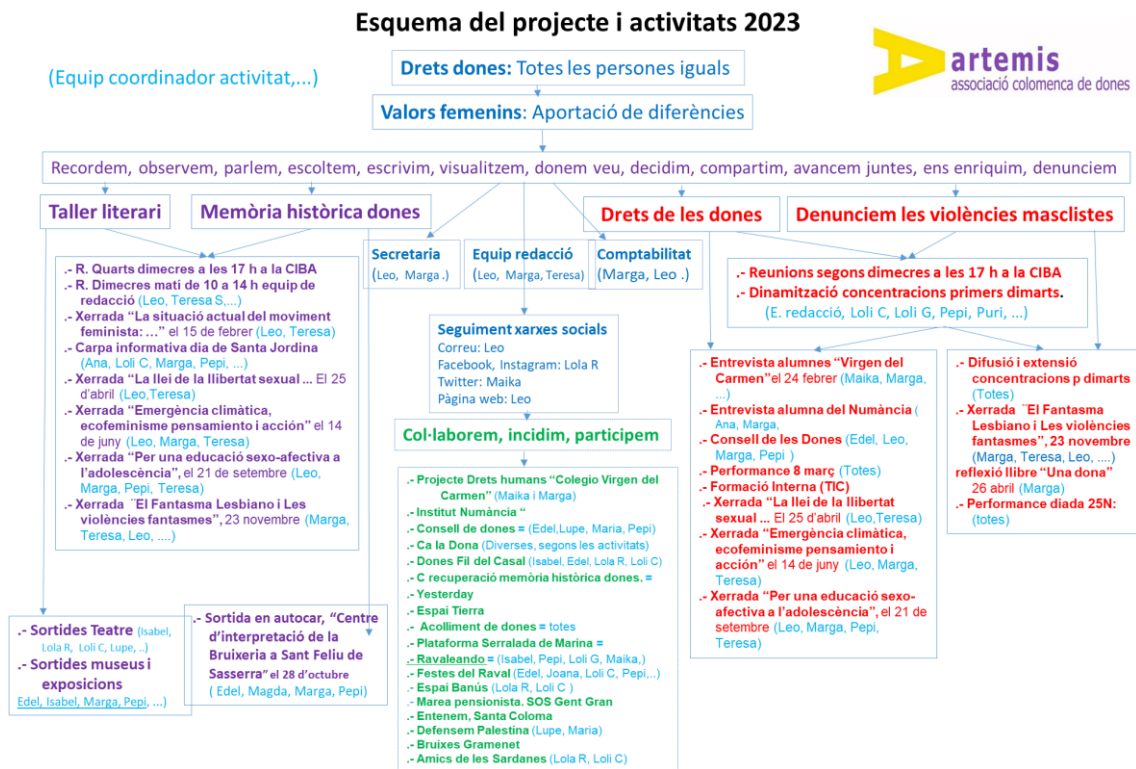 Esquema del projecte i activitats 2023
(Equip coordinador activitat,...)
Drets dones: Totes les persones iguals
artemis
associació colomenca de dones
Valors femenins: Aportació de diferències
Recordem, observem, parlem, escoltem, escrivim, visualitzem, donem veu, decidim, compartim, avancem juntes, ens enriquim, denunciem
Taller literari
Memòria històrica dones
Drets de les dones
Denunciem les violències masclistes
Secretaria
(Leo, Marga .)
Equip redacció
(Leo, Marga, Teresa)
Comptabilitat
(Marga, Leo .)
.- R. Quarts dimecres a les 17 h a la CIBA
.- R. Dimecres matí de 10 a 14 h equip de
redacció (Leo, Teresa S,...)
.- Xerrada “La situació actual del moviment
feminista: ...” el 15 de febrer (Leo, Teresa)
.- Carpa informativa dia de Santa Jordina
(Ana, Loli C, Marga, Pepi, ...)
.- Xerrada “La llei de la llibertat sexual ... El 25
d’abril (Leo,Teresa)
.- Xerrada “Emergència climàtica,
ecofeminisme pensamiento y acción” el 14
de juny (Leo, Marga, Teresa)
.- Xerrada “Per una educació sexo-afectiva a
l’adolescència”, el 21 de setembre (Leo,
Marga, Pepi, Teresa)
.- Xerrada ¨El Fantasma Lesbiano i Les
violències fantasmes”, 23 novembre (Marga,
Teresa, Leo, ....)
.- Reunions segons dimecres a les 17 h a la CIBA
.- Dinamització concentracions primers dimarts.
(E. redacció, Loli C, Loli G, Pepi, Puri, ...)
Seguiment xarxes socials
Correu: Leo
Facebook, Instagram: Lola R
Twitter: Maika
Pàgina web: Leo
Col·laborem, incidim, participem
.- Projecte Drets humans “Colegio Virgen del
Carmen” (Maika i Marga)
.- Institut Numància “
.- Consell de dones = (Edel,Lupe, Maria, Pepi)
.- Ca la Dona (Diverses, segons les activitats)
.- Dones Fil del Casal (Isabel, Edel, Lola R, Loli C)
.- C recuperació memòria històrica dones. =
.- Yesterday
.- Espai Tierra
.- Acolliment de dones = totes
.- Plataforma Serralada de Marina =
.- Ravaleando = (Isabel, Pepi, Loli G, Maika,)
.- Festes del Raval (Edel, Joana, Loli C, Pepi,..)
.- Espai Banús (Lola R, Loli C )
.- Marea pensionista. SOS Gent Gran
.- Entenem, Santa Coloma
.- Defensem Palestina (Lupe, Maria)
.- Bruixes Gramenet
.- Amics de les Sardanes (Lola R, Loli C)
.- Entrevista alumnes “Virgen del
Carmen”el 24 febrer (Maika, Marga,
...)
.- Entrevista alumna del Numància (
Ana, Marga,
.- Consell de les Dones (Edel, Leo,
Marga, Pepi )
.- Performance 8 març (Totes)
.- Formació Interna (TIC)
.- Xerrada “La llei de la llibertat
sexual ... El 25 d’abril (Leo,Teresa)
.- Xerrada “Emergència climàtica,
ecofeminisme pensamiento i
acción” el 14 de juny (Leo, Marga,
Teresa)
.- Xerrada “Per una educació sexo-
afectiva a l’adolescència”, el 21 de
setembre (Leo, Marga, Pepi,
Teresa)
.- Difusió i extensió
concentracions p dimarts
(Totes)
.- Xerrada ¨El Fantasma
Lesbiano i Les violències
fantasmes”, 23 novembre
(Marga, Teresa, Leo, ....)
reflexió llibre “Una dona”
26 abril (Marga)
.- Performance diada 25N:
(totes)
.- Sortides Teatre (Isabel,
Lola R, Loli C, Lupe, ..)
.- Sortides museus i
exposicions
Edel, Isabel, Marga, Pepi, ...)
.- Sortida en autocar, “Centre
d’interpretació de la
Bruixeria a Sant Feliu de
Sasserra” el 28 d’octubre
( Edel, Magda, Marga, Pepi)